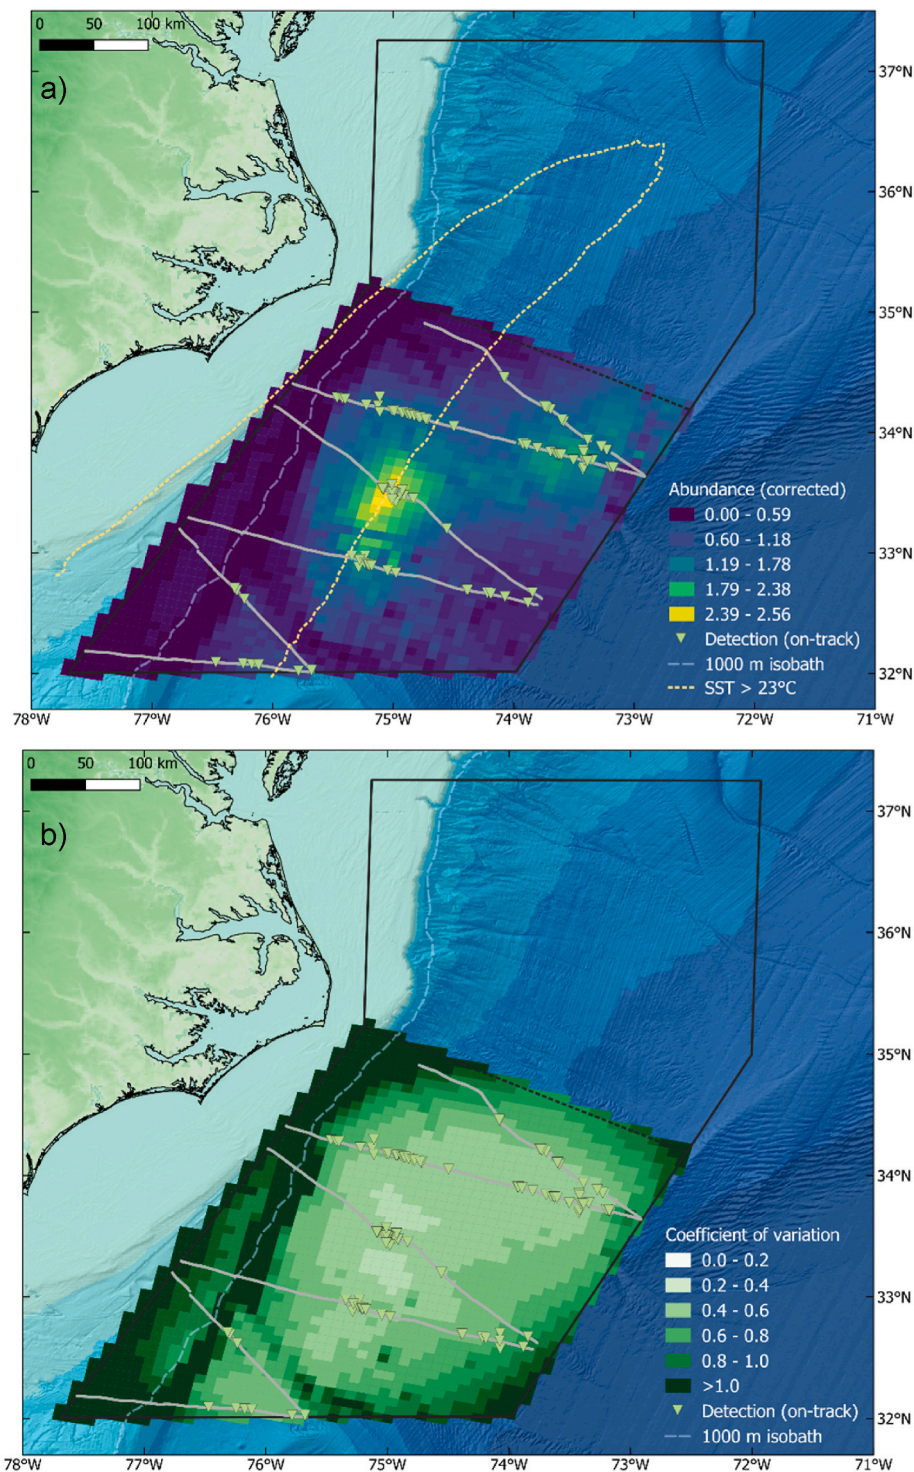 0 50 100 km
a)
37°N
36°N
35°N
34°N
33°N
32°N
Abundance (corrected)
0.00 - 0.59
0.60 - 1.18
1.19 - 1.78
1.79 - 2.38
2.39 - 2.56
Detection (on-track)
1000 m isobath
SST > 23°C
78°W 77°W 76°W 75°W 74°W 73°W 72°W 71°W
0 50 100 km
b)
37°N
36°N
35°N
34°N
33°N
32°N
Coefficient of variation
0.0 - 0.2
0.2 - 0.4
0.4 - 0.6
0.6 - 0.8
0.8 - 1.0
>1.0
Detection (on-track)
1000 m isobath
78°W 77°W 76°W 75°W 74°W 73°W 72°W 71°W